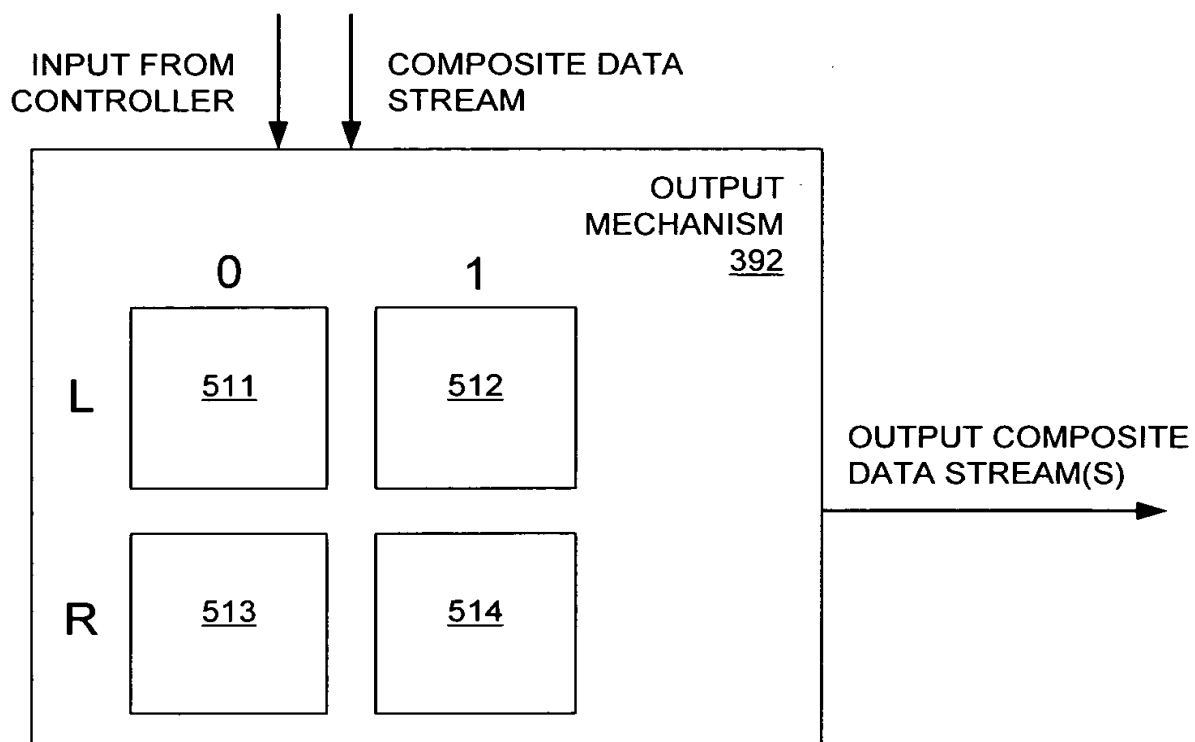 INPUT FROM
CONTROLLER
COMPOSITE DATA
STREAM
OUTPUT
MECHANISM
392
0 1
L 511 512
OUTPUT COMPOSITE
DATA STREAM(S)
R 513 514